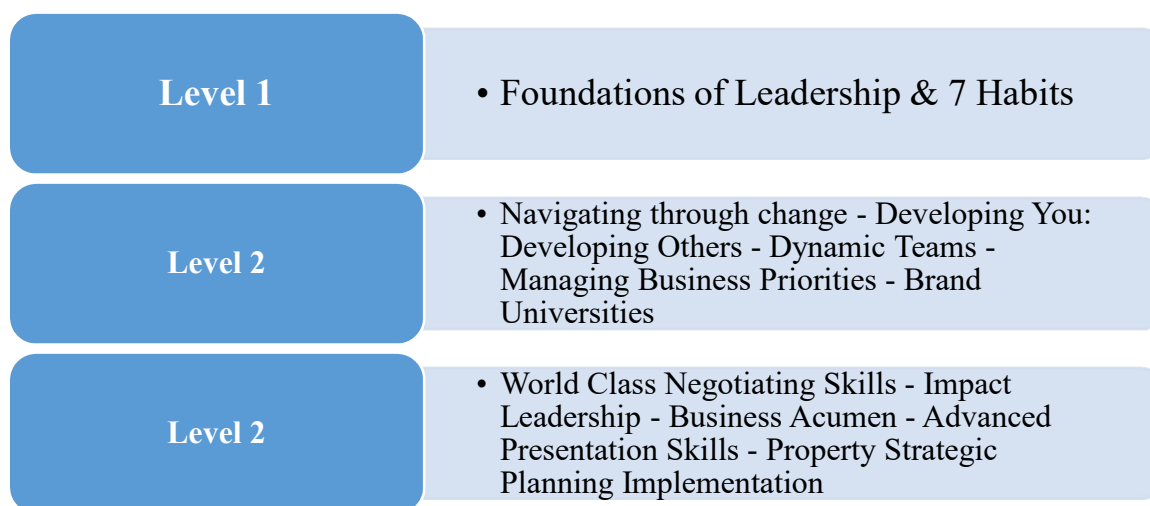 Level 1
• Foundations of Leadership & 7 Habits
Level 2
• Navigating through change - Developing You:
Developing Others - Dynamic Teams -
Managing Business Priorities - Brand
Universities
Level 2
• World Class Negotiating Skills - Impact
Leadership - Business Acumen - Advanced
Presentation Skills - Property Strategic
Planning Implementation